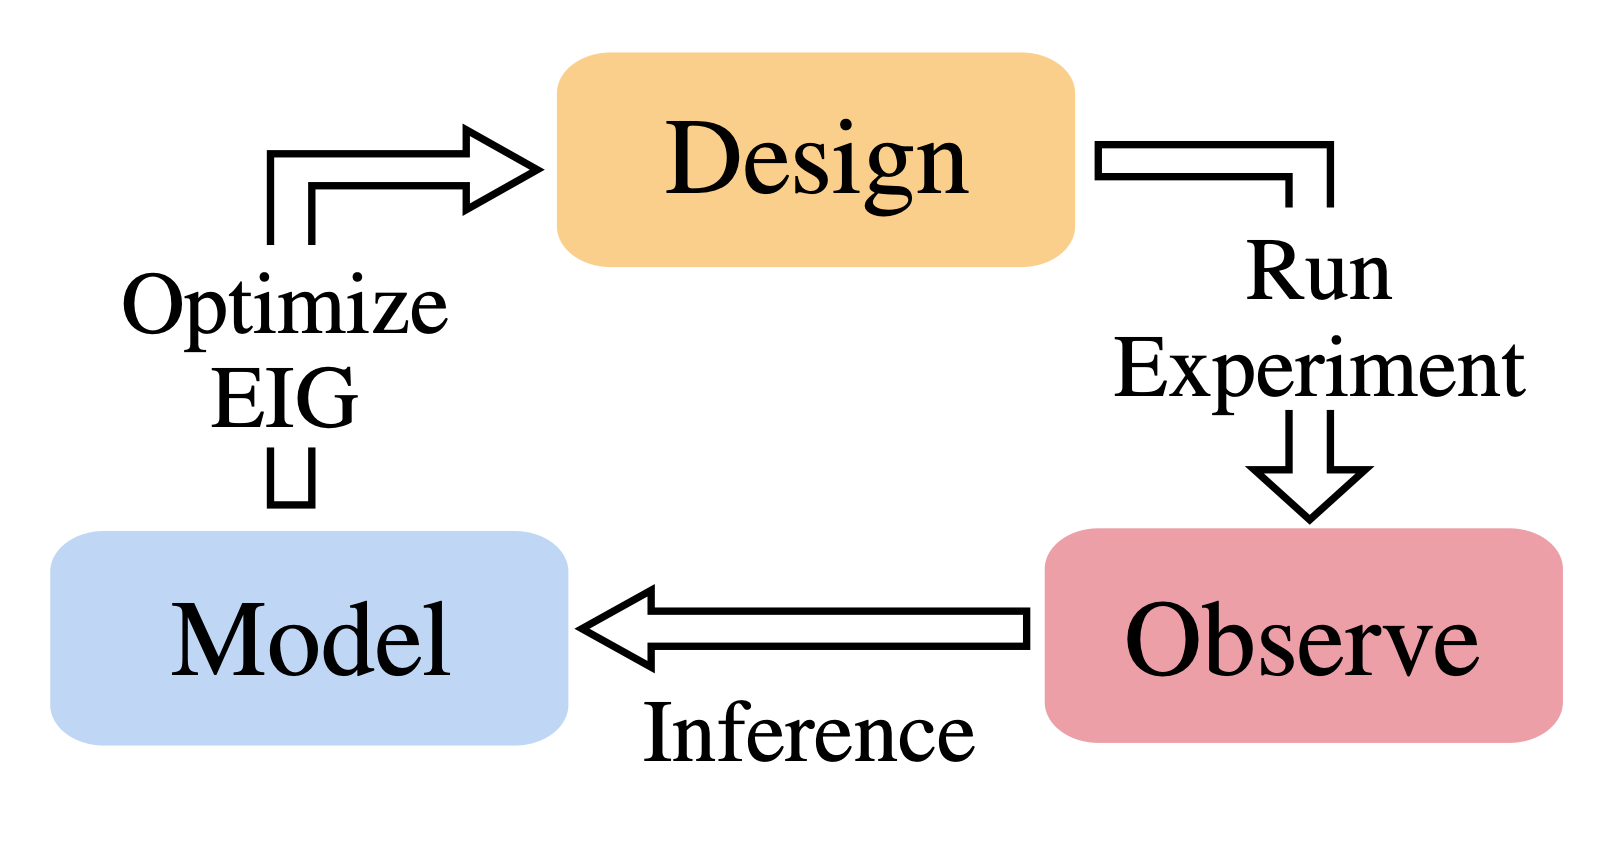 Design
Run
Experiment
Optimize
EIG
Model
Observe
Inference